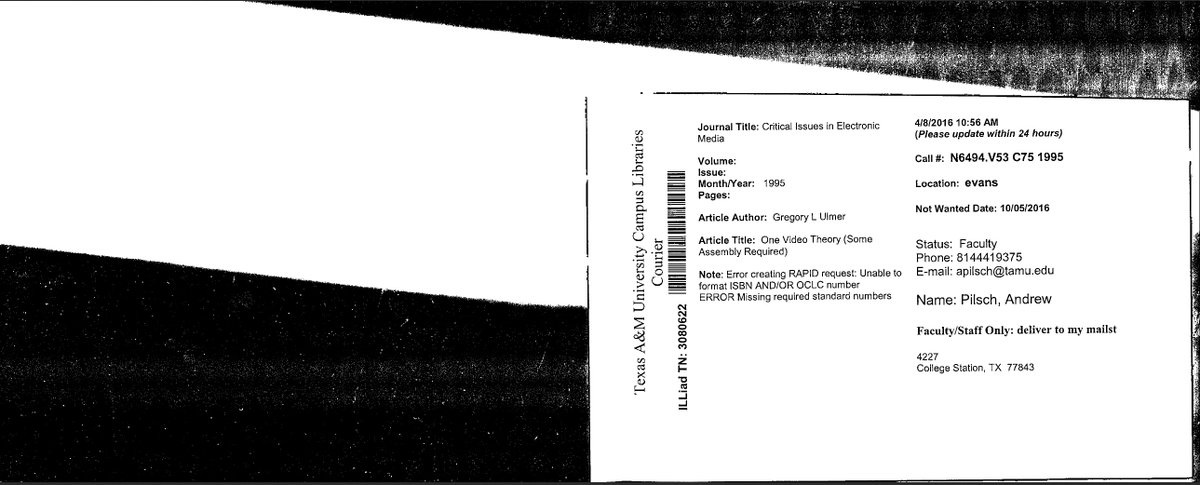 Texas A&M University Campus Libraries
Courier
ILLiad TN: 3080622
Journal Title: Critical Issues in Electronic
Media
Volume:
Issue:
Month/Year: 1995
Pages:
Article Author: Gregory L Ulmer
Article Title: One Video Theory (Some
Assembly Required)
Note: Error creating RAPID request: Unable to
format ISBN AND/OR OCLC number
ERROR Missing required standard numbers
4/8/2016 10:56 AM
(Please update within 24 hours)
Call #: N6494.V53 C75 1995
Location: evans
Not Wanted Date: 10/05/2016
Status: Faculty
Phone: 8144419375
E-mail: apilsch@tamu.edu
Name: Pilsch, Andrew
Faculty/Staff Only: deliver to my mailst
4227
College Station, TX 77843